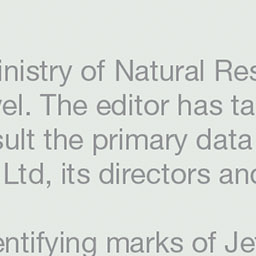 inistry of Natural Res
vel. The editor has ta
sult the primary data
Ltd, its directors and
entifying marks of Jet